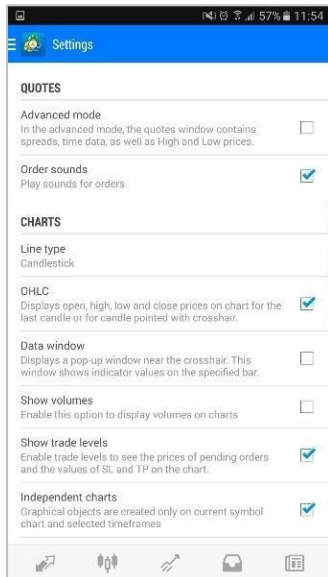 57% 11:54
Settings
QUOTES
Advanced mode
In the advanced mode, the quotes window contains
spreads, time data, as well as High and Low prices.
Order sounds
Play sounds for orders
CHARTS
Line type
Candlestick
OHLC
Displays open, high, low and close prices on chart for the
last candle or for candle pointed with crosshair.
Data window
Displays a pop-up window near the crosshair. This
window shows indicator values on the specified bar.
Show volumes
Enable this option to display volumes on charts
Show trade levels
Enable trade levels to see the prices of pending orders
and the values of SL and TP on the chart.
Independent charts
Graphical objects are created only on current symbol
chart and selected timeframes